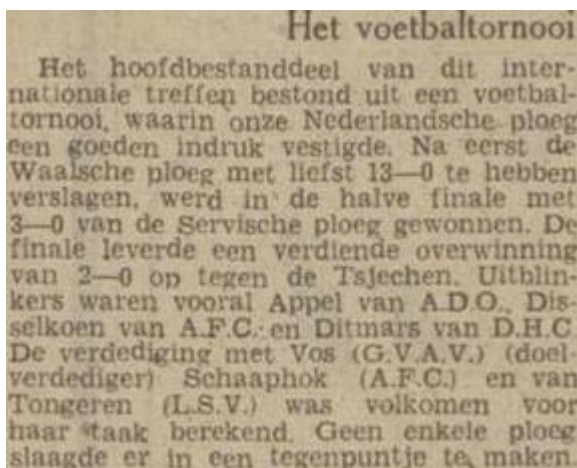 Het voetbaltornooi
Het hoofdbestanddeel van dit inter-
nationale treffen bestond uit een voetbal-
tornooi, waarin onze Nederlandsche ploeg
een goeden indruk vestigde. Na eerst de
Waalsche ploeg met liefst 13—0 te hebben
verslagen, werd in de halve finale met
3—0 van de Servische ploeg gewonnen. De
finale leverde een verdiende overwinning
van 2—0 op tegen de Tsjechen. Uitblin-
kers waren vooral Appel van A.D.O., Dis-
selkoen van A.F.C. en Ditmars van D.H.C.
De verdediging met Vos (G.V.A.V.) (doel-
verdediger) Schaaphok (A.F.C.) en van
Tongeren (L.S.V.) was volkomen voor
haar taak berekend. Geen enkele ploeg
slaagde er in een tegenpuntje te maken.